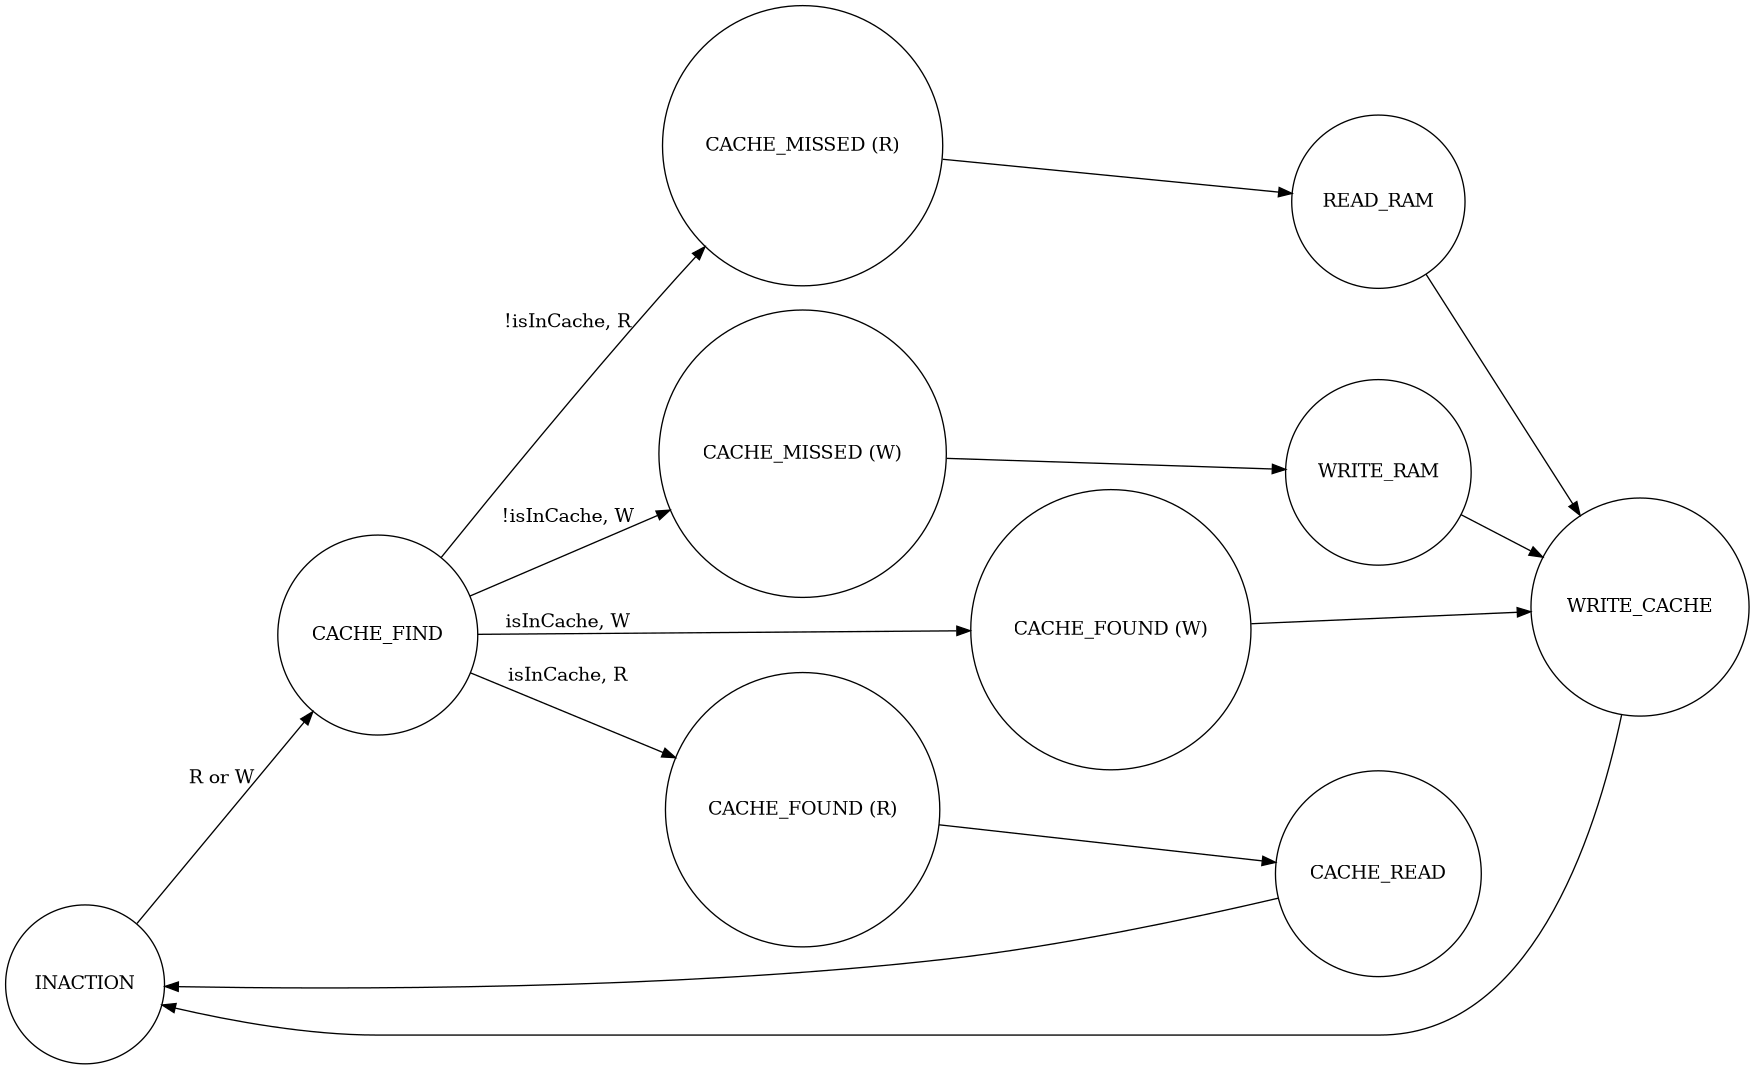 CACHE_MISSED (R)
READ_RAM
!isInCache, R
CACHE_MISSED (W)
WRITE_RAM
!isInCache, W
WRITE_CACHE
isInCache, W
CACHE_FOUND (W)
CACHE_FIND
isInCache, R
R or W
CACHE_FOUND (R)
CACHE_READ
INACTION